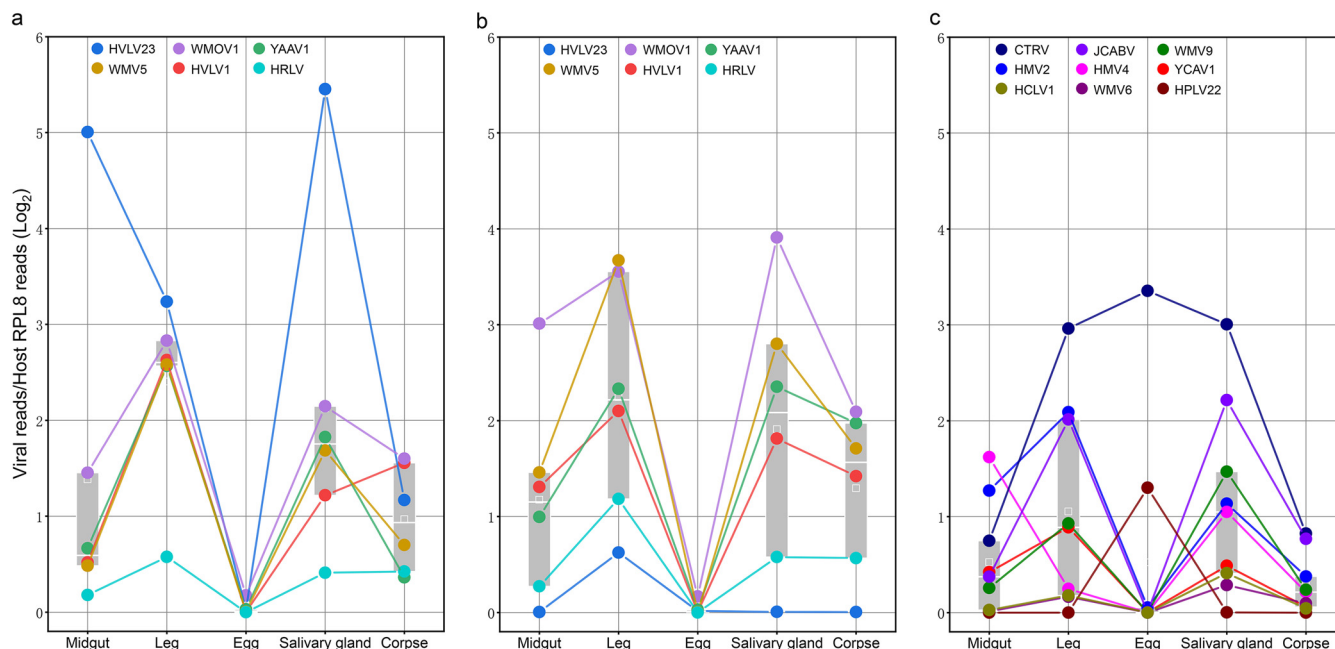 a
HVLV23 WMOV1 YAAV1
WMV5 HVLV1 HRLV
Viral reads/Host RPL8 reads (Log₂)
6
5
4
3
2
1
0
Midgut Leg Egg Salivary gland Corpse
b
HVLV23 WMOV1 YAAV1
WMV5 HVLV1 HRLV
6
5
4
3
2
1
0
Midgut Leg Egg Salivary gland Corpse
c
CTRV JCABV WMV9
HMV2 HMV4 YCAV1
HCLV1 WMV6 HPLV22
6
5
4
3
2
1
0
Midgut Leg Egg Salivary gland Corpse